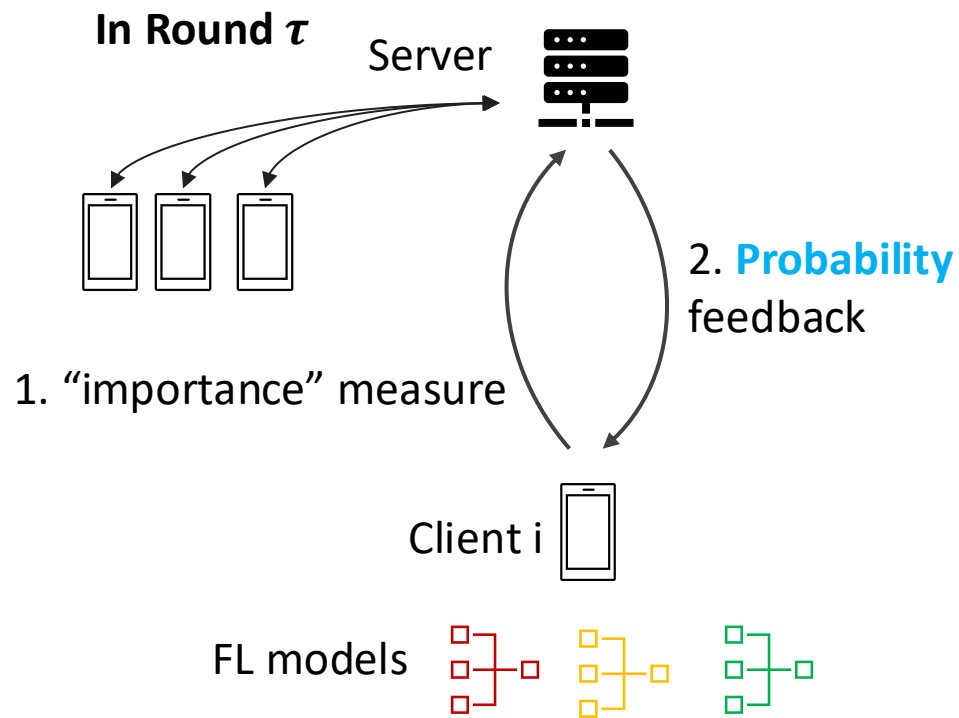 In Round τ
Server
2. Probability
feedback
1. “importance” measure
Client i
FL models